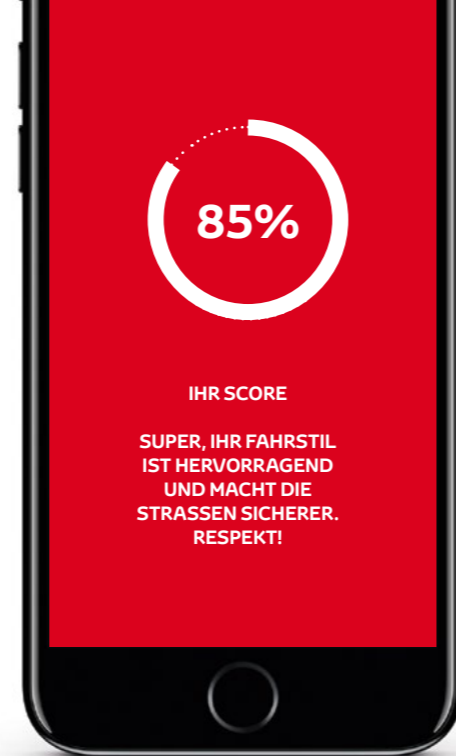 85%
IHR SCORE
SUPER, IHR FAHRSTIL
IST HERVORRAGEND
UND MACHT DIE
STRASSEN SICHERER.
RESPEKT!